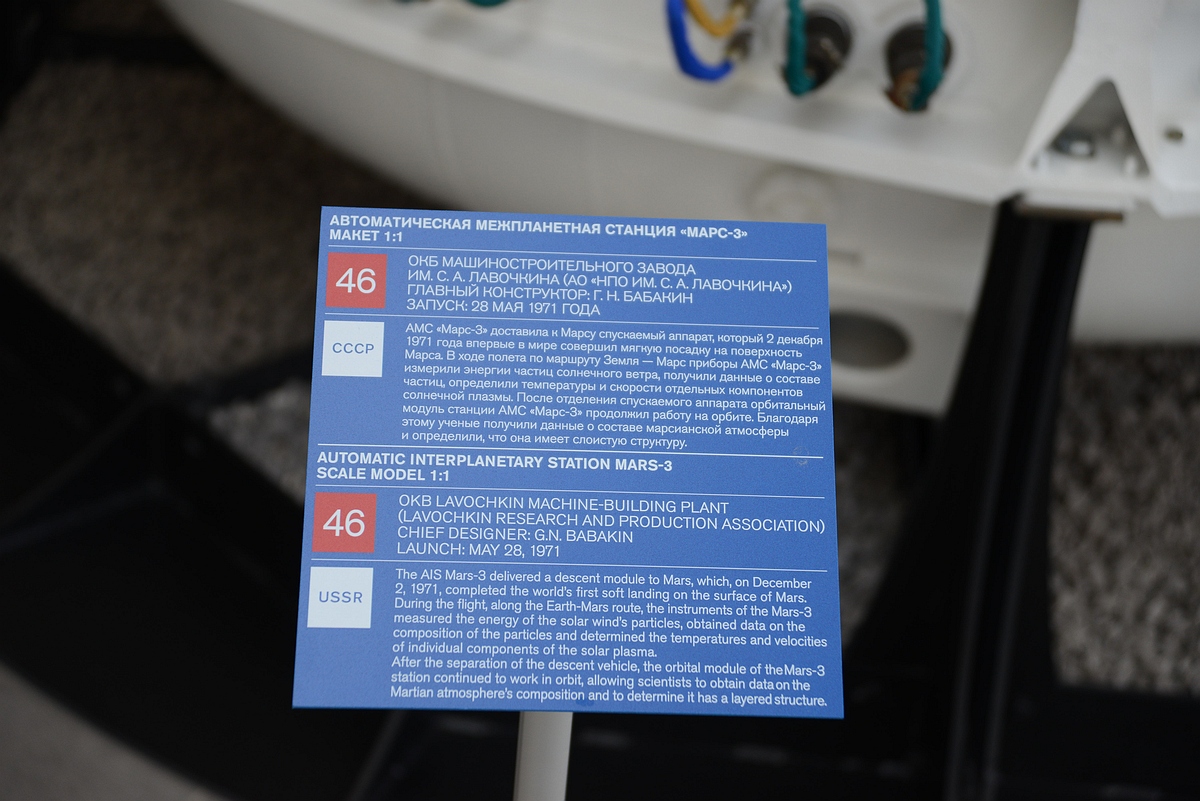 АВТОМАТИЧЕСКАЯ МЕЖПЛАНЕТНАЯ СТАНЦИЯ «МАРС-3»
МАКЕТ 1:1
46
ОКБ МАШИНОСТРОИТЕЛЬНОГО ЗАВОДА
ИМ. С. А. ЛАВОЧКИНА (АО «НПО ИМ. С. А. ЛАВОЧКИНА»)
ГЛАВНЫЙ КОНСТРУКТОР: Г. Н. БАБАКИН
ЗАПУСК: 28 МАЯ 1971 ГОДА
СССР
АМС «Марс-3» доставила к Марсу спускаемый аппарат, который 2 декабря
1971 года впервые в мире совершил мягкую посадку на поверхность
Марса. В ходе полета по маршруту Земля — Марс приборы АМС «Марс-3»
измерили энергии частиц солнечного ветра, получили данные о составе
частиц, определили температуры и скорости отдельных компонентов
солнечной плазмы. После отделения спускаемого аппарата орбитальный
модуль станции АМС «Марс-3» продолжил работу на орбите. Благодаря
этому ученые получили данные о составе марсианской атмосферы
и определили, что она имеет слоистую структуру.
AUTOMATIC INTERPLANETARY STATION MARS-3
SCALE MODEL 1:1
46
OKB LAVOCHKIN MACHINE-BUILDING PLANT
(LAVOCHKIN RESEARCH AND PRODUCTION ASSOCIATION)
CHIEF DESIGNER: G.N. BABAKIN
LAUNCH: MAY 28, 1971
USSR
The AIS Mars-3 delivered a descent module to Mars, which, on December
2, 1971, completed the world's first soft landing on the surface of Mars.
During the flight, along the Earth-Mars route, the instruments of the Mars-3
measured the energy of the solar wind's particles, obtained data on the
composition of the particles and determined the temperatures and velocities
of individual components of the solar plasma.
After the separation of the descent vehicle, the orbital module of the Mars-3
station continued to work in orbit, allowing scientists to obtain data on the
Martian atmosphere's composition and to determine it has a layered structure.